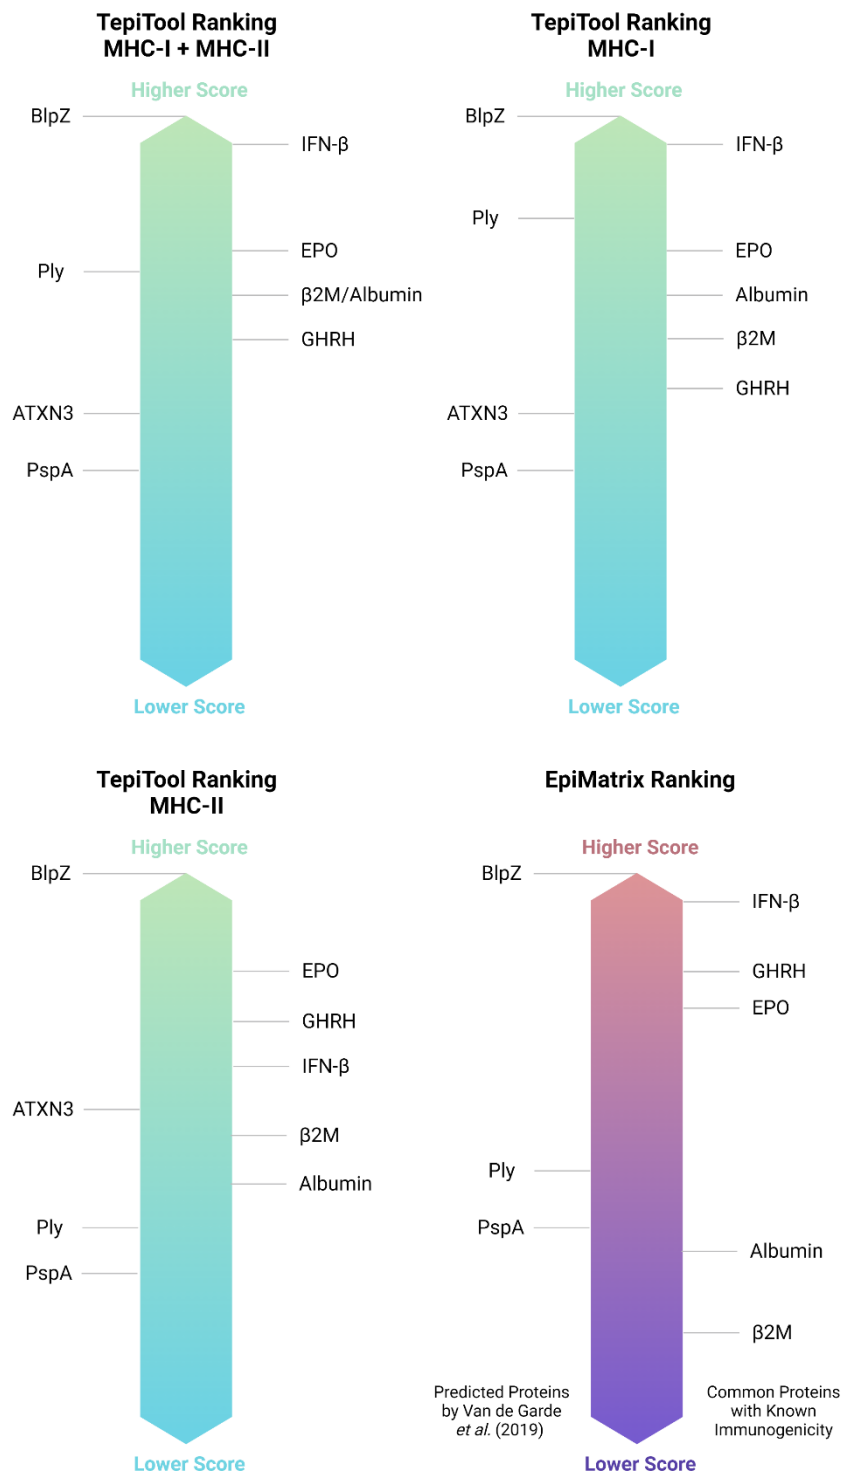 TepiTool Ranking
MHC-I + MHC-II
Higher Score
BlpZ
IFN-β
EPO
Ply
β2M/Albumin
GHRH
ATXN3
PspA
Lower Score
TepiTool Ranking
MHC-I
Higher Score
BlpZ
IFN-β
Ply
EPO
Albumin
β2M
GHRH
ATXN3
PspA
Lower Score
TepiTool Ranking
MHC-II
Higher Score
BlpZ
EPO
GHRH
IFN-β
ATXN3
β2M
Albumin
Ply
PspA
Lower Score
EpiMatrix Ranking
Higher Score
BlpZ
IFN-β
GHRH
EPO
Ply
PspA
Albumin
β2M
Predicted Proteins
by Van de Garde
et al. (2019)
Common Proteins
with Known
Immunogenicity
Lower Score